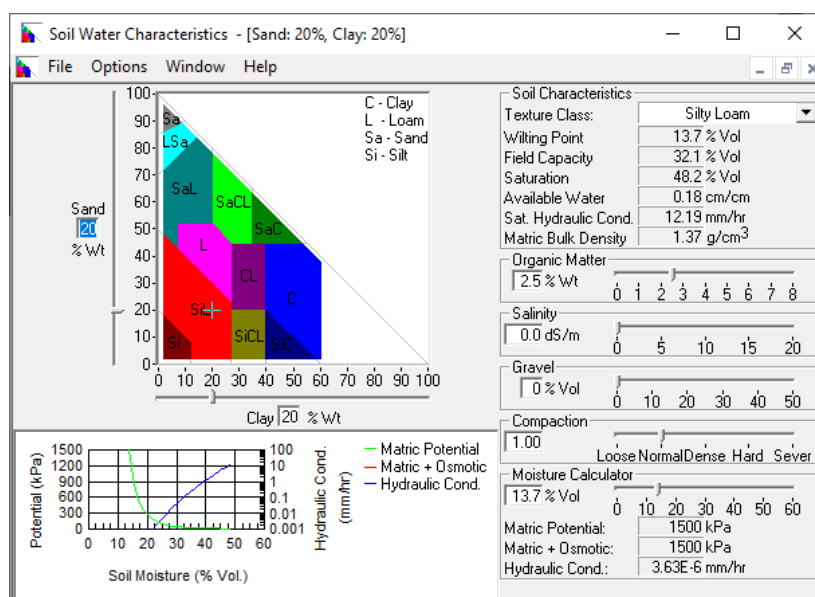 Soil Water Characteristics - [Sand: 20%, Clay: 20%]
File Options Window Help
100
90
80
70
60
50
40
30
20
10
0
Sand
20
% Wt
C - Clay
L - Loam
Sa - Sand
Si - Silt
Sa
LSa
SaL
SaCL
SaC
L
CL
C
SiL
Si
SiCL
SiC
0 10 20 30 40 50 60 70 80 90 100
Clay 20 % Wt
Soil Characteristics
Texture Class: Silty Loam
Wilting Point 13.7 % Vol
Field Capacity 32.1 % Vol
Saturation 48.2 % Vol
Available Water 0.18 cm/cm
Sat. Hydraulic Cond. 12.19 mm/hr
Matric Bulk Density 1.37 g/cm3
Organic Matter
2.5 % Wt
0 1 2 3 4 5 6 7 8
Salinity
0.0 dS/m
0 5 10 15 20
Gravel
0 % Vol
0 10 20 30 40 50
Compaction
1.00
Loose Normal Dense Hard Sever
Moisture Calculator
13.7 % Vol
0 10 20 30 40 50 60
Matric Potential: 1500 kPa
Matric + Osmotic: 1500 kPa
Hydraulic Cond.: 3.63E-6 mm/hr
Potential (kPa)
1500
1200
900
600
300
0
100
10
1
0.1
0.01
0.001
Hydraulic Cond.
(mm/hr)
0 10 20 30 40 50 60
Soil Moisture (% Vol.)
Matric Potential
Matric + Osmotic
Hydraulic Cond.